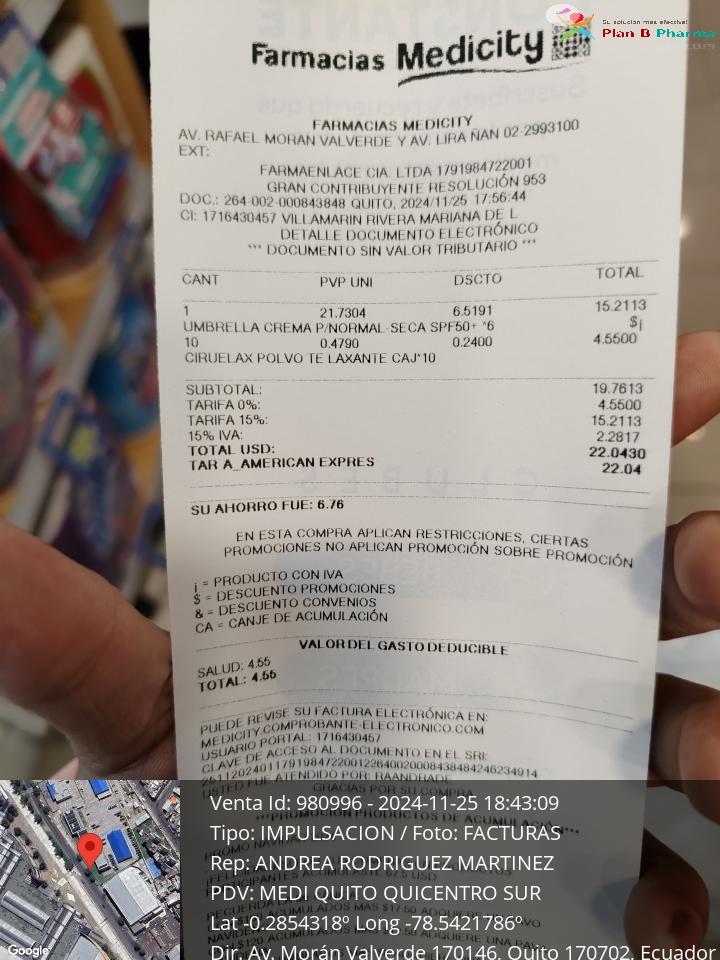 Su solucion mas efectiva!
Plan B Pharma
Farmacias Medicity
FARMACIAS MEDICITY
AV. RAFAEL MORAN VALVERDE Y AV. LIRA ÑAN 02-2993100
EXT:
FARMAENLACE CIA. LTDA 1791984722001
GRAN CONTRIBUYENTE RESOLUCIÓN 953
DOC.: 264-002-000843848 QUITO, 2024/11/25 17:56:44
CI: 1716430457 VILLAMARIN RIVERA MARIANA DE L
DETALLE DOCUMENTO ELECTRÓNICO
*** DOCUMENTO SIN VALOR TRIBUTARIO ***
CANT PVP UNI DSCTO TOTAL
1 21.7304 6.5191 15.2113
UMBRELLA CREMA P/NORMAL-SECA SPF50+ *6 $¡
10 0.4790 0.2400 4.5500
CIRUELAX POLVO TE LAXANTE CAJ*10
SUBTOTAL: 19.7613
TARIFA 0%: 4.5500
TARIFA 15%: 15.2113
15% IVA: 2.2817
TOTAL USD: 22.0430
TAR A_AMERICAN EXPRES 22.04
SU AHORRO FUE: 6.76
EN ESTA COMPRA APLICAN RESTRICCIONES, CIERTAS
PROMOCIONES NO APLICAN PROMOCIÓN SOBRE PROMOCIÓN
¡ = PRODUCTO CON IVA
$ = DESCUENTO PROMOCIONES
& = DESCUENTO CONVENIOS
CA = CANJE DE ACUMULACIÓN
VALOR DEL GASTO DEDUCIBLE
SALUD: 4.55
TOTAL: 4.55
PUEDE REVISE SU FACTURA ELECTRÓNICA EN:
MEDICITY.COMPROBANTE-ELECTRONICO.COM
USUARIO PORTAL: 1716430457
CLAVE DE ACCESO AL DOCUMENTO EN EL SRI:
USTED FUE ATENDIDO POR: RAANDRADE
GRACIAS POR SU COMPRA
***PROMOCION PRODUCTOS DE ACUMULACIÓN***
Venta Id: 980996 - 2024-11-25 18:43:09
Tipo: IMPULSACION / Foto: FACTURAS
Rep: ANDREA RODRIGUEZ MARTINEZ
PDV: MEDI QUITO QUICENTRO SUR
Lat -0.2854318º Long -78.5421786º
Dir. Av. Morán Valverde 170146, Quito 170702, Ecuador
Google